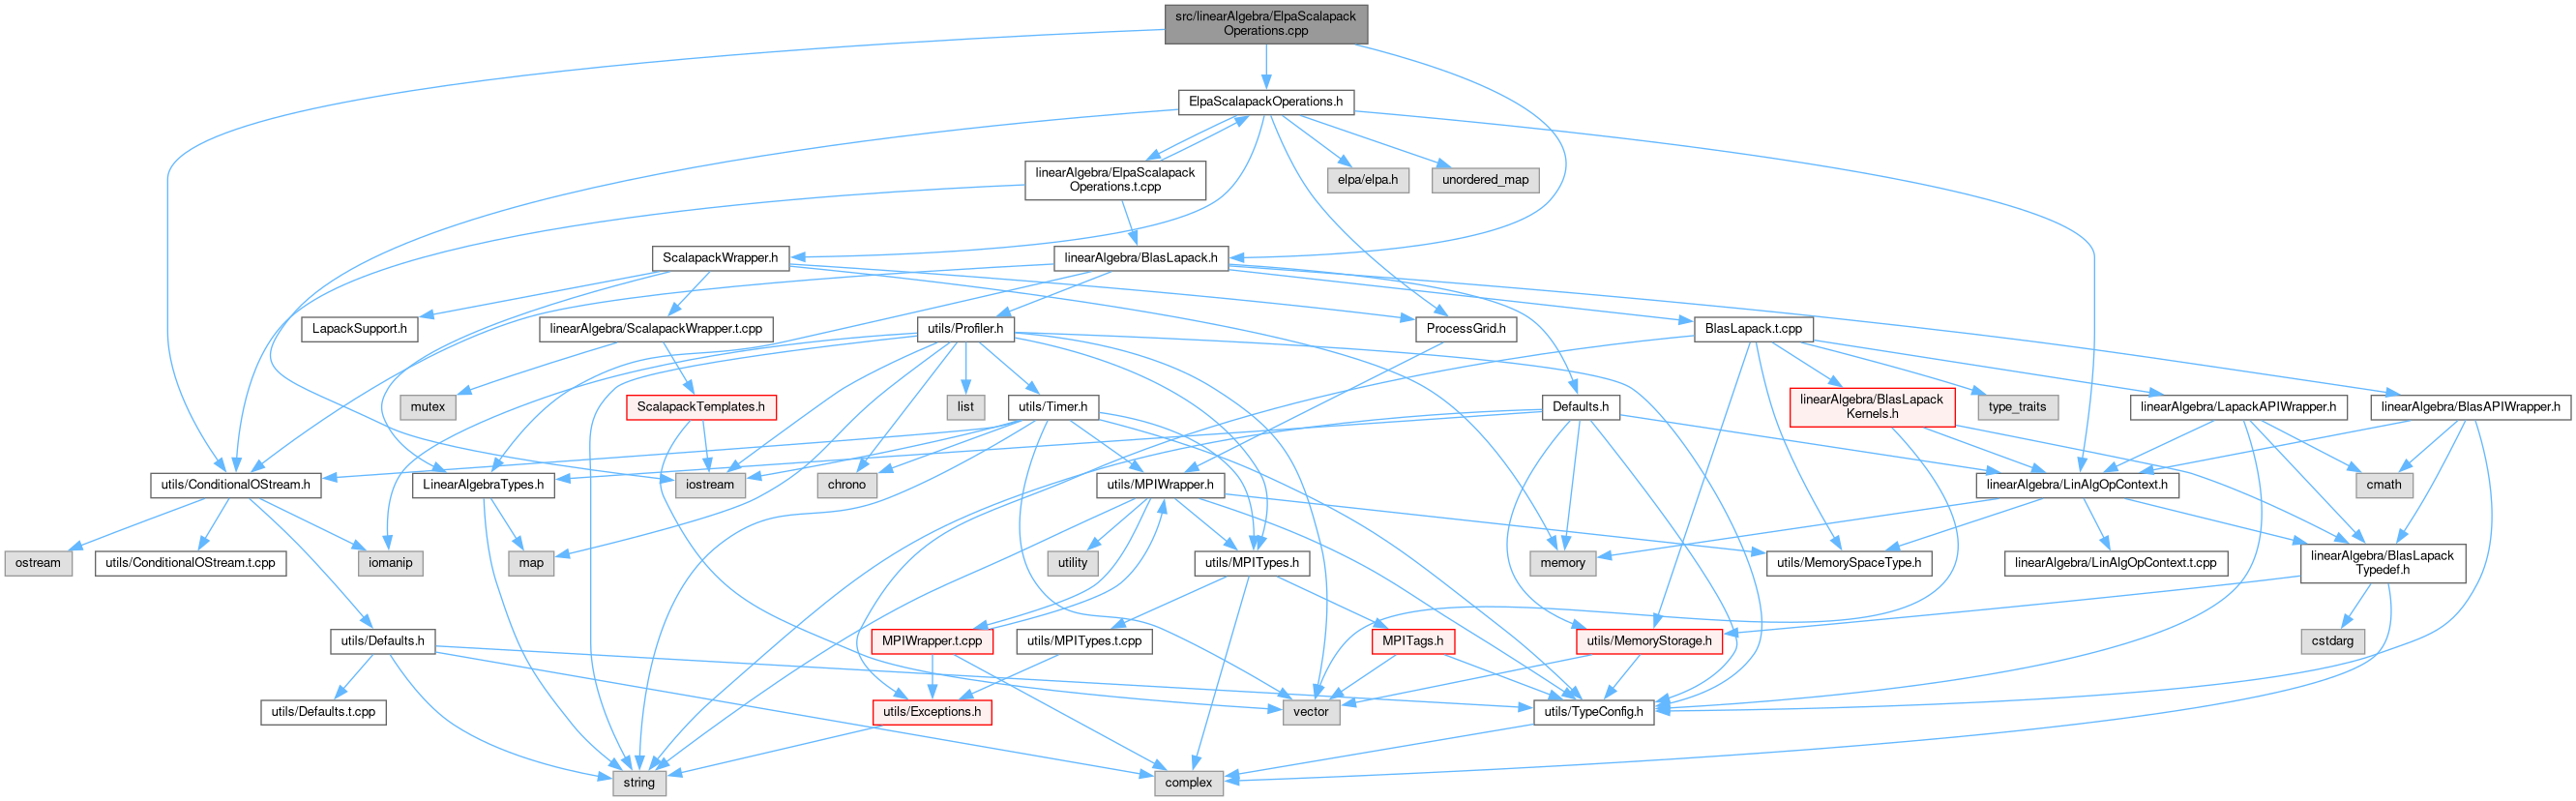 src/linearAlgebra/ElpaScalapack
Operations.cpp
ElpaScalapackOperations.h
linearAlgebra/ElpaScalapack
Operations.t.cpp
elpa/elpa.h
unordered_map
ScalapackWrapper.h
linearAlgebra/BlasLapack.h
LapackSupport.h
linearAlgebra/ScalapackWrapper.t.cpp
utils/Profiler.h
ProcessGrid.h
BlasLapack.t.cpp
mutex
ScalapackTemplates.h
list
utils/Timer.h
Defaults.h
linearAlgebra/BlasLapack
Kernels.h
type_traits
linearAlgebra/LapackAPIWrapper.h
linearAlgebra/BlasAPIWrapper.h
utils/ConditionalOStream.h
LinearAlgebraTypes.h
iostream
chrono
utils/MPIWrapper.h
linearAlgebra/LinAlgOpContext.h
cmath
ostream
utils/ConditionalOStream.t.cpp
iomanip
map
utility
utils/MPITypes.h
memory
utils/MemorySpaceType.h
linearAlgebra/LinAlgOpContext.t.cpp
linearAlgebra/BlasLapack
Typedef.h
utils/Defaults.h
MPIWrapper.t.cpp
utils/MPITypes.t.cpp
MPITags.h
utils/MemoryStorage.h
cstdarg
utils/Defaults.t.cpp
utils/Exceptions.h
vector
utils/TypeConfig.h
string
complex